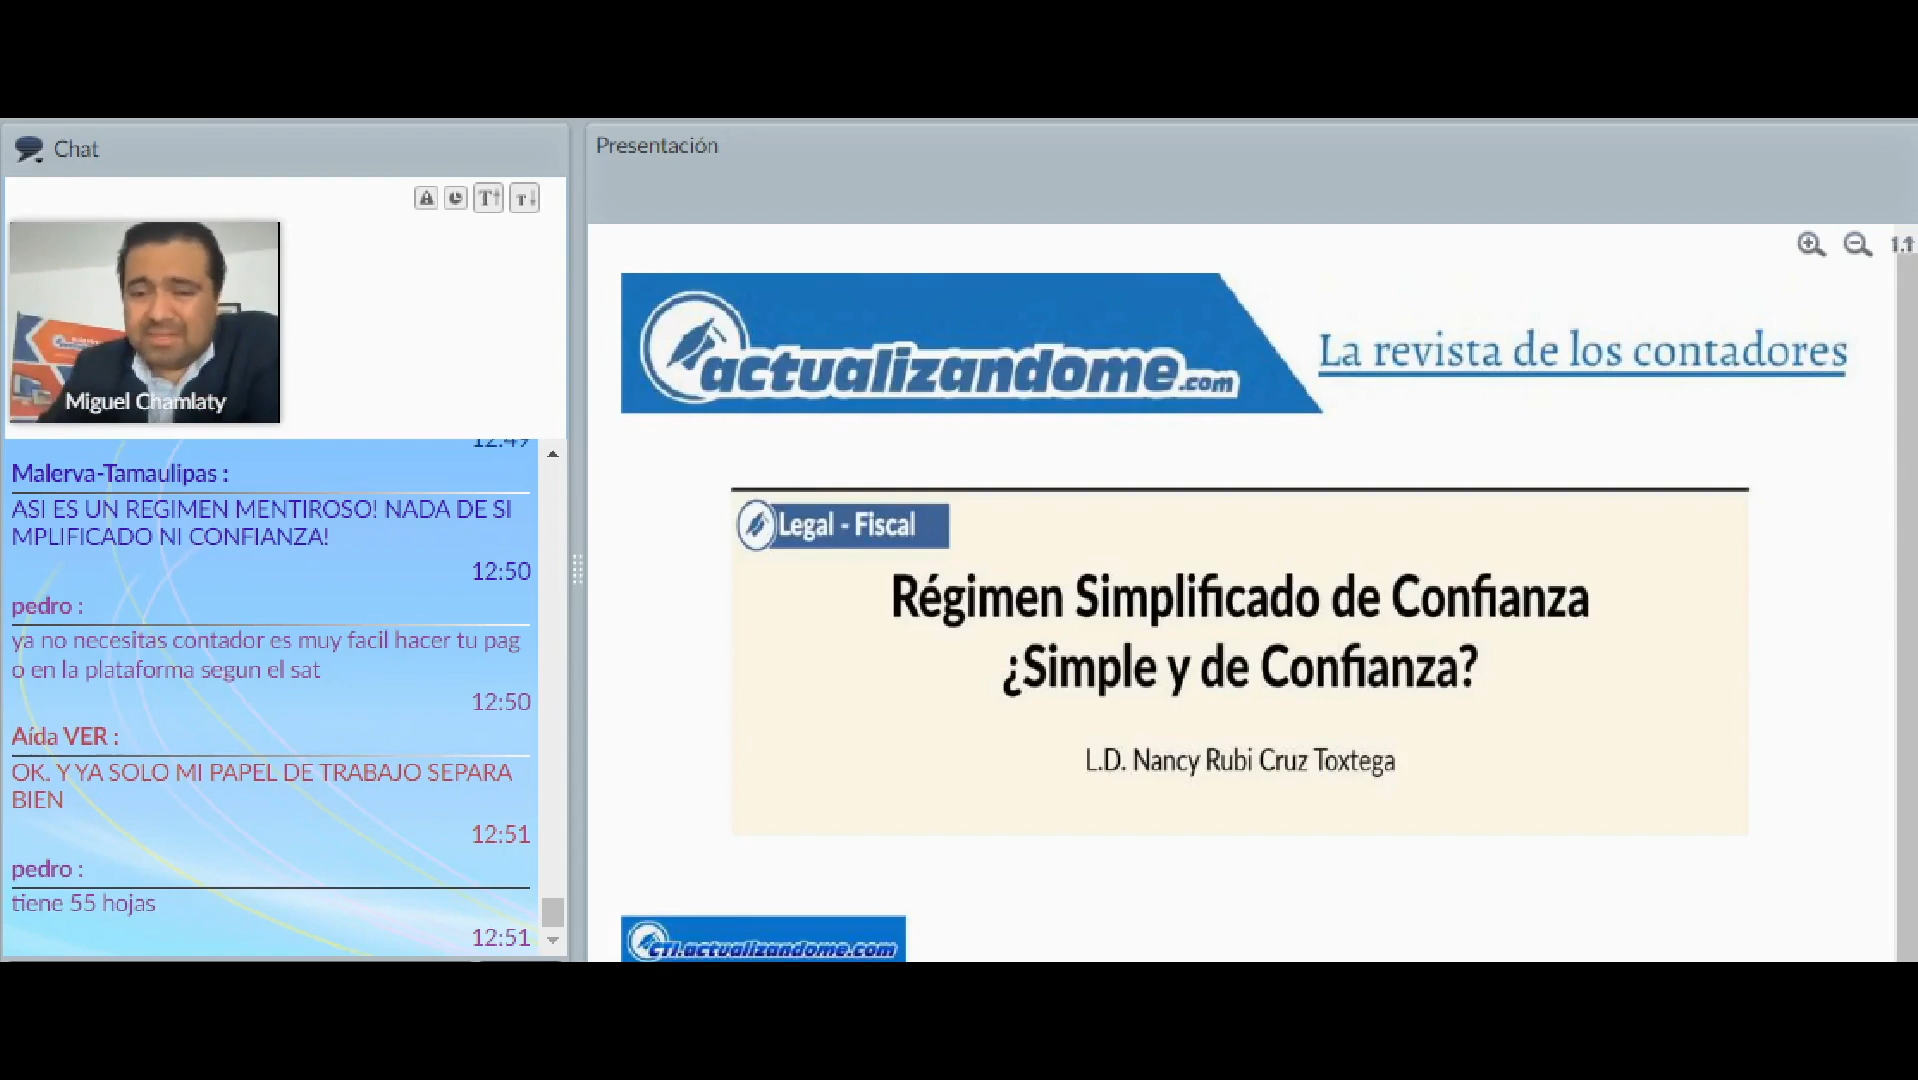 Chat
Miguel Chamlaty
12:49
Malerva-Tamaulipas :
ASI ES UN REGIMEN MENTIROSO! NADA DE SI
MPLIFICADO NI CONFIANZA!
12:50
pedro :
ya no necesitas contador es muy facil hacer tu pag
o en la plataforma segun el sat
12:50
Aída VER :
OK. Y YA SOLO MI PAPEL DE TRABAJO SEPARA
BIEN
12:51
pedro :
tiene 55 hojas
12:51
Presentación
actualizandome.com
La revista de los contadores
Legal - Fiscal
Régimen Simplificado de Confianza
¿Simple y de Confianza?
L.D. Nancy Rubi Cruz Toxtega
CTI.actualizandome.com